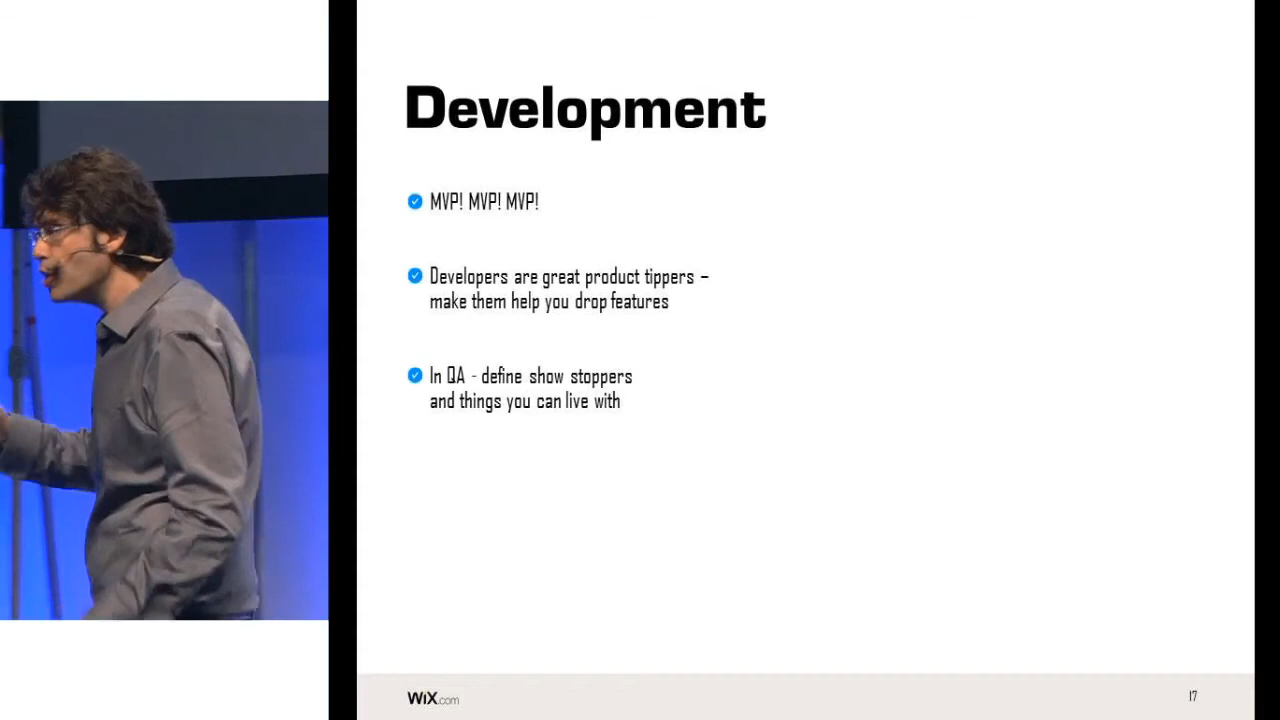 Development
MVP! MVP! MVP!
Developers are great product tippers –
make them help you drop features
In QA - define show stoppers
and things you can live with
WiX.com
17